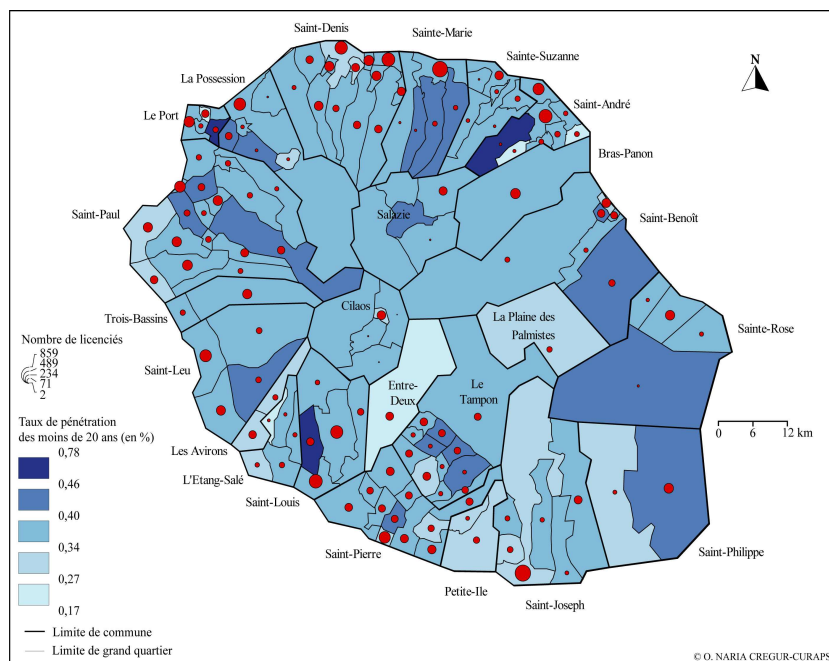 Saint-Denis
Sainte-Marie
Sainte-Suzanne
N
La Possession
Le Port
Saint-André
Bras-Panon
Saint-Paul
Salazie
Saint-Benoît
Cilaos
La Plaine des
Palmistes
Trois-Bassins
Sainte-Rose
Nombre de licenciés
859
489
234
71
2
Saint-Leu
Entre-
Deux
Le
Tampon
0 6 12 km
Taux de pénétration
des moins de 20 ans (en %)
0,78
0,46
0,40
0,34
0,27
0,17
Les Avirons
L'Etang-Salé
Saint-Louis
Saint-Pierre
Saint-Philippe
Petite-Ile
Saint-Joseph
Limite de commune
Limite de grand quartier
© O. NARIA CREGUR-CURAPS